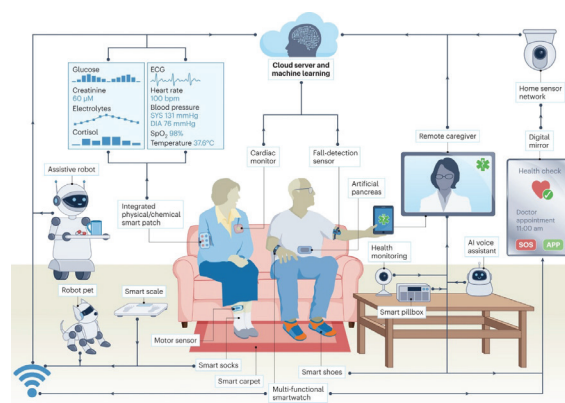 Cloud server and
machine learning
Glucose
Creatinine
60 µM
Electrolytes
Cortisol
ECG
Heart rate
100 bpm
Blood pressure
SYS 131 mmHg
DIA 76 mmHg
SpO₂ 98%
Temperature 37.6°C
Home sensor
network
Remote caregiver
Digital
mirror
Cardiac
monitor
Fall-detection
sensor
Assistive robot
Artificial
pancreas
Health check
Doctor
appointment
11:00 am
SOS
APP
Integrated
physical/chemical
smart patch
Health
monitoring
AI voice
assistant
Robot pet
Smart scale
Smart pillbox
Motor sensor
Smart socks
Smart shoes
Smart carpet
Multi-functional
smartwatch